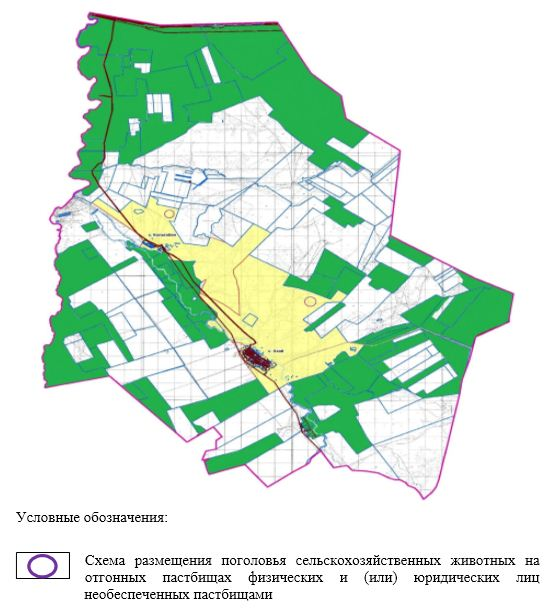 Условные обозначения:
Схема размещения поголовья сельскохозяйственных животных на
отгонных пастбищах физических и (или) юридических лиц
необеспеченных пастбищами